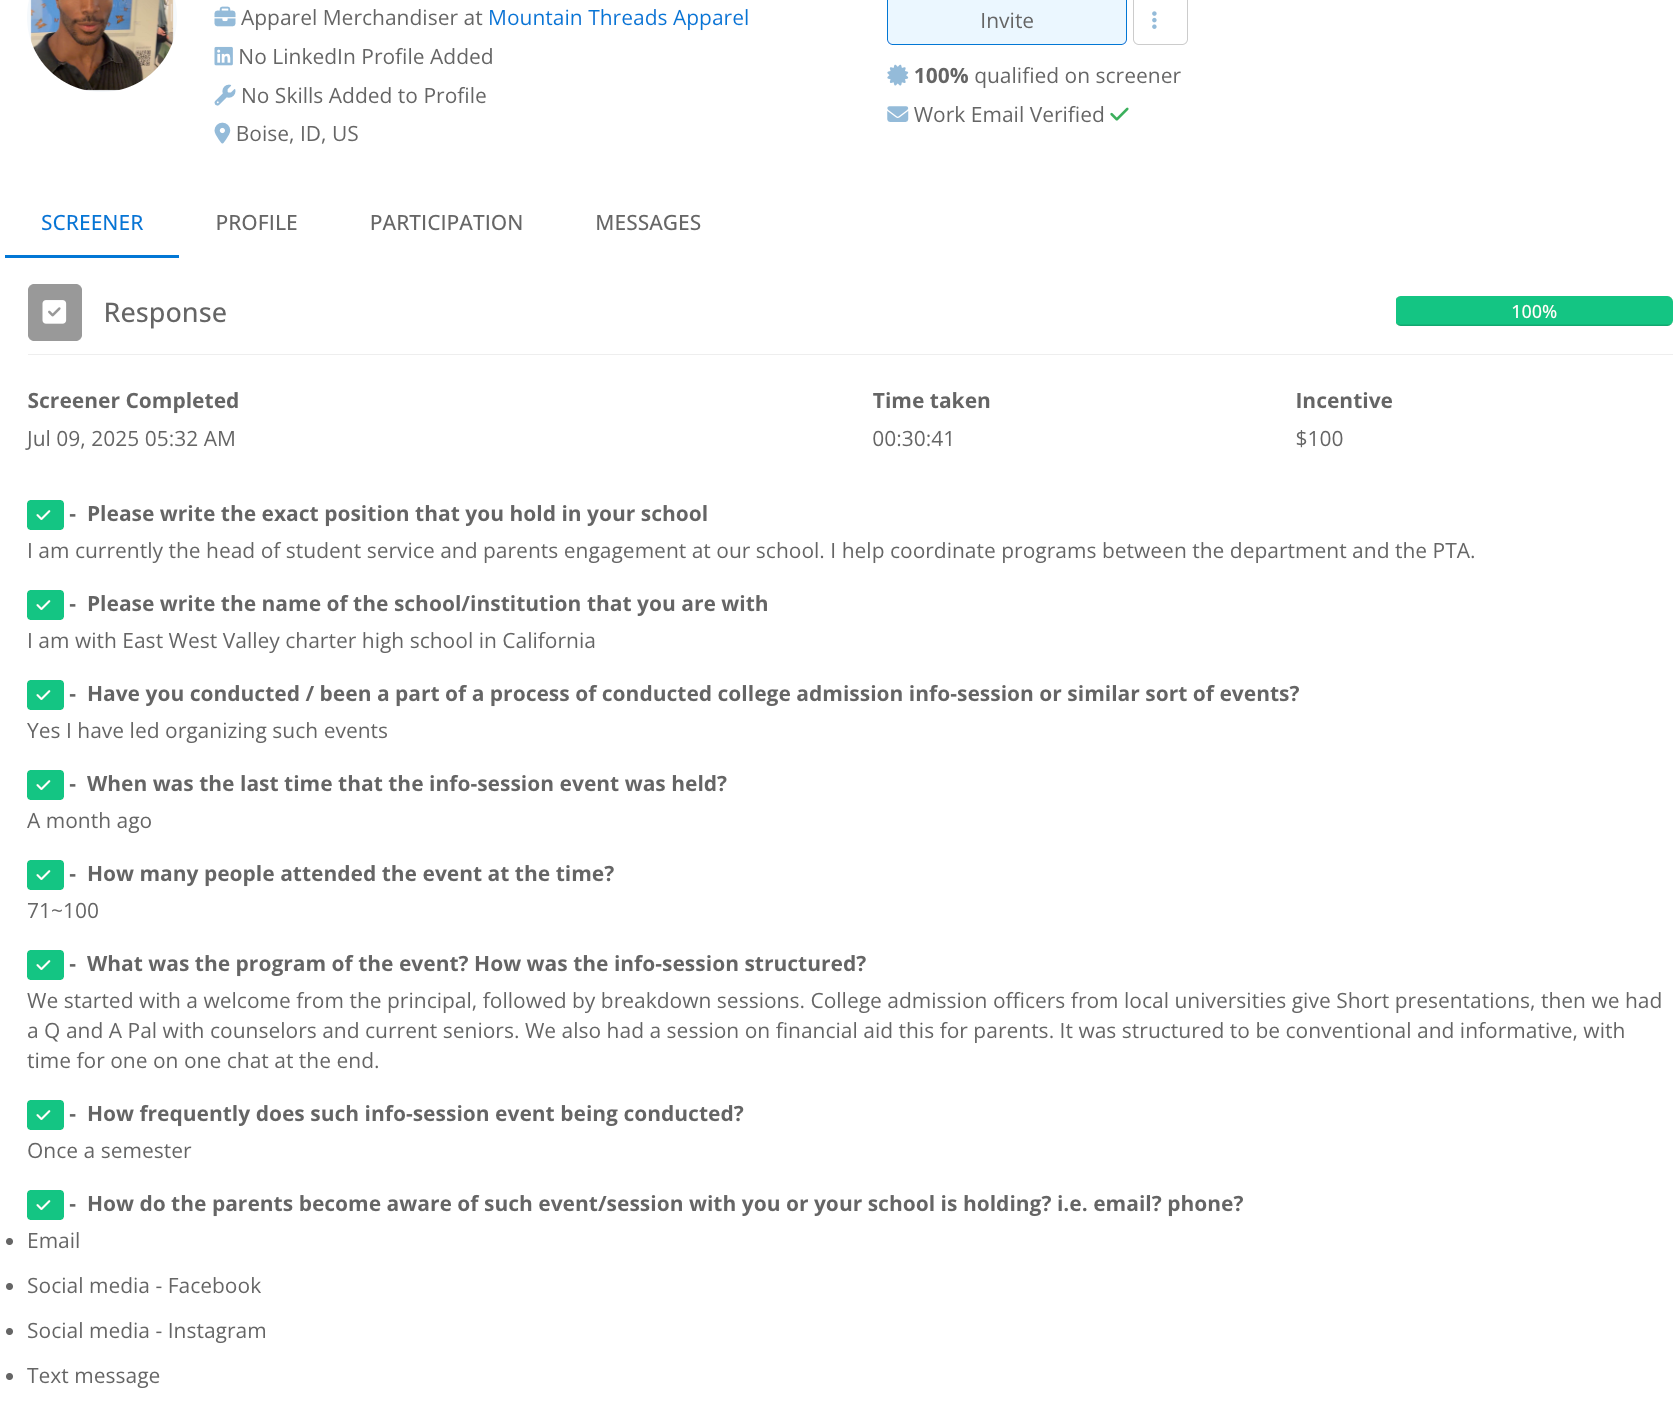 Apparel Merchandiser at Mountain Threads Apparel
No LinkedIn Profile Added
No Skills Added to Profile
Boise, ID, US
Invite
100% qualified on screener
Work Email Verified
SCREENER PROFILE PARTICIPATION MESSAGES
Response
100%
Screener Completed Time taken Incentive
Jul 09, 2025 05:32 AM 00:30:41 $100
- Please write the exact position that you hold in your school
I am currently the head of student service and parents engagement at our school. I help coordinate programs between the department and the PTA.
- Please write the name of the school/institution that you are with
I am with East West Valley charter high school in California
- Have you conducted / been a part of a process of conducted college admission info-session or similar sort of events?
Yes I have led organizing such events
- When was the last time that the info-session event was held?
A month ago
- How many people attended the event at the time?
71~100
- What was the program of the event? How was the info-session structured?
We started with a welcome from the principal, followed by breakdown sessions. College admission officers from local universities give Short presentations, then we had
a Q and A Pal with counselors and current seniors. We also had a session on financial aid this for parents. It was structured to be conventional and informative, with
time for one on one chat at the end.
- How frequently does such info-session event being conducted?
Once a semester
- How do the parents become aware of such event/session with you or your school is holding? i.e. email? phone?
• Email
• Social media - Facebook
• Social media - Instagram
• Text message